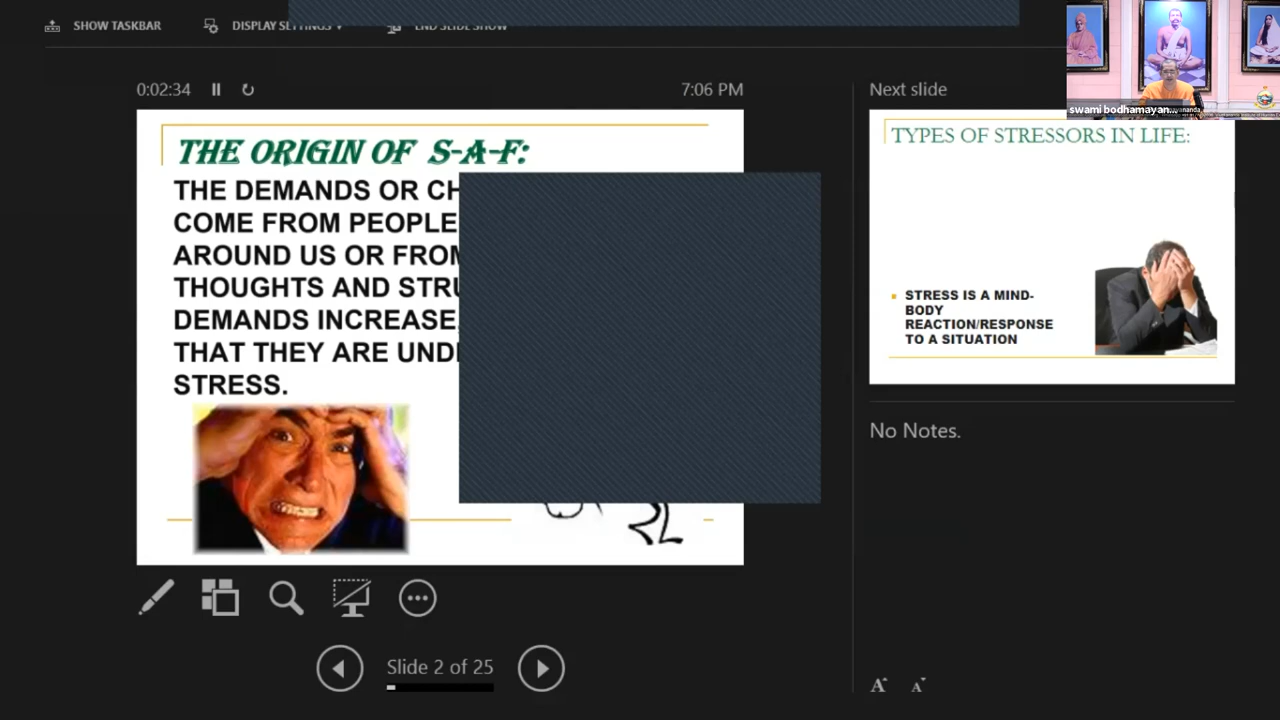 SHOW TASKBAR
DISPLAY SETTINGS
END SLIDE SHOW
0:02:34
7:06 PM
THE ORIGIN OF S-A-F:
THE DEMANDS OR CH
COME FROM PEOPLE
AROUND US OR FROM
THOUGHTS AND STRU
DEMANDS INCREASE,
THAT THEY ARE UND
STRESS.
Slide 2 of 25
Next slide
TYPES OF STRESSORS IN LIFE:
STRESS IS A MIND-
BODY
REACTION/RESPONSE
TO A SITUATION
No Notes.
A A
swami bodhamayan...